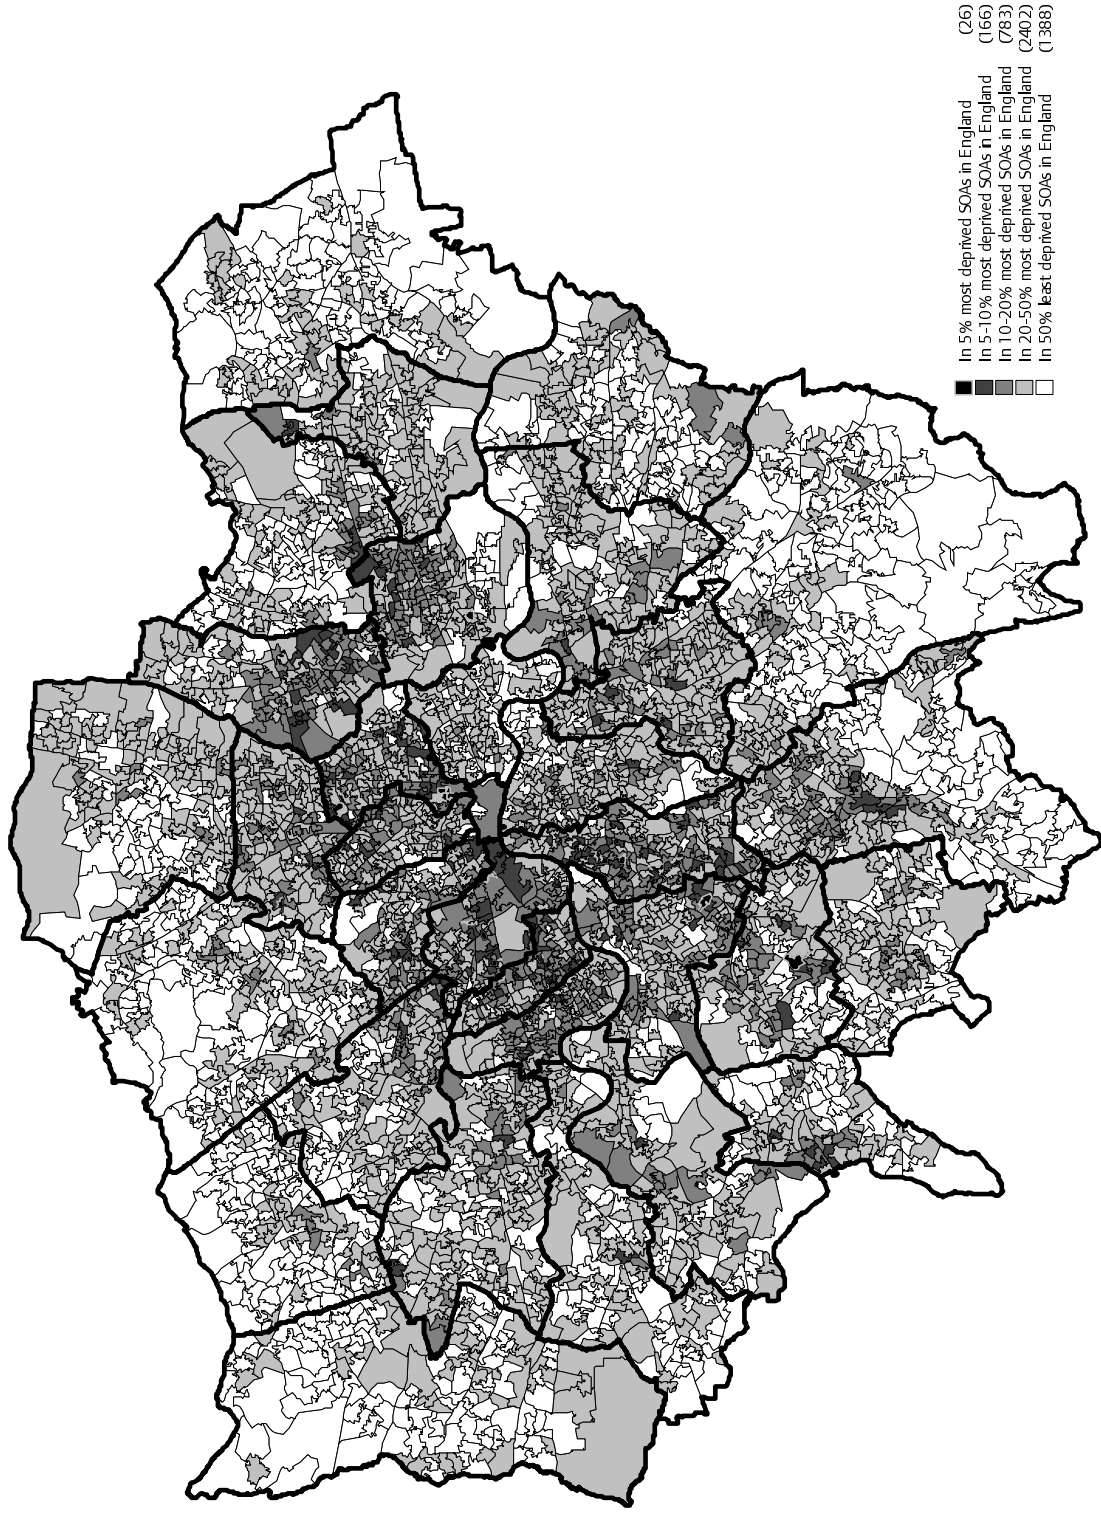 In 5% most deprived SOAs in England (26)
In 5-10% most deprived SOAs in England (166)
In 10-20% most deprived SOAs in England (783)
In 20-50% most deprived SOAs in England (2402)
In 50% least deprived SOAs in England (1388)